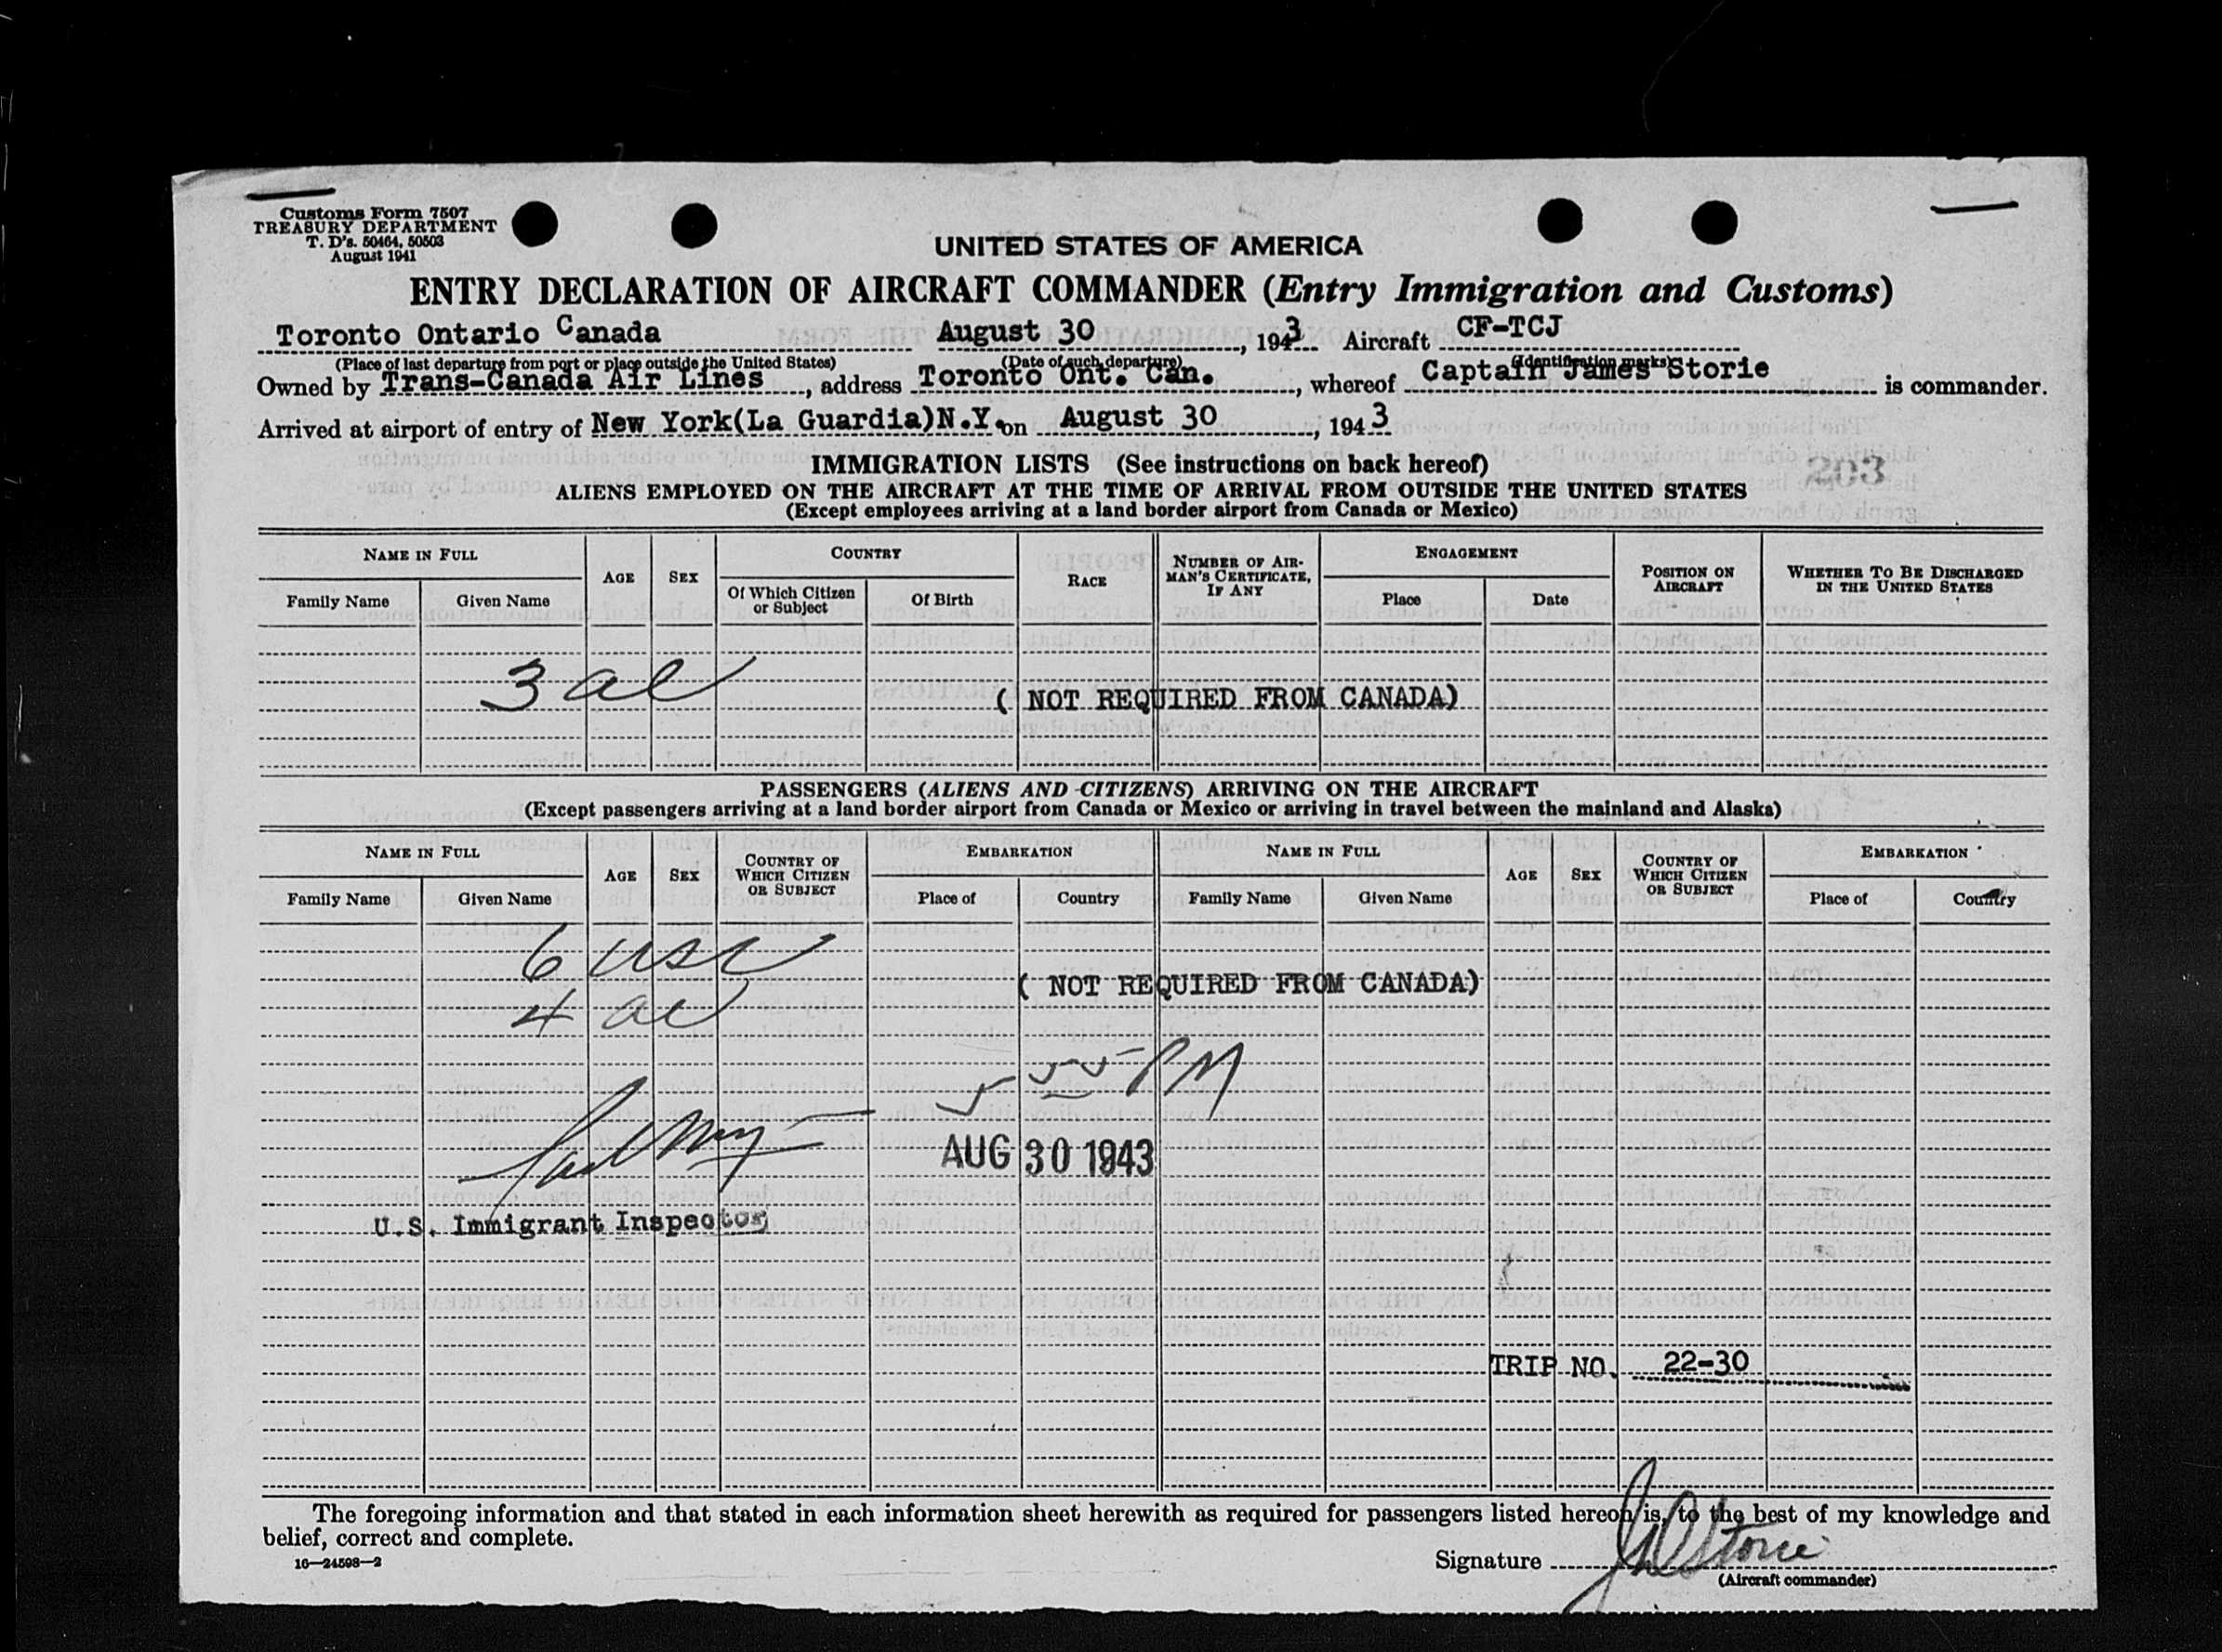 Customs Form 7507
TREASURY DEPARTMENT
T. D's. 50464, 50503
August 1941
UNITED STATES OF AMERICA
ENTRY DECLARATION OF AIRCRAFT COMMANDER (Entry Immigration and Customs)
Toronto Ontario Canada August 30, 1943 Aircraft CF-TCJ
(Place of last departure from port or place outside the United States) (Date of such departure) (Identification marks)
Owned by Trans-Canada Air Lines, address Toronto Ont. Can., whereof Captain James Storie is commander.
Arrived at airport of entry of New York(La Guardia)N.Y. on August 30, 1943
IMMIGRATION LISTS (See instructions on back hereof)
203
ALIENS EMPLOYED ON THE AIRCRAFT AT THE TIME OF ARRIVAL FROM OUTSIDE THE UNITED STATES
(Except employees arriving at a land border airport from Canada or Mexico)
NAME IN FULL AGE SEX COUNTRY RACE NUMBER OF AIRMAN'S CERTIFICATE, IF ANY ENGAGEMENT POSITION ON AIRCRAFT WHETHER TO BE DISCHARGED IN THE UNITED STATES
Family Name Given Name Of Which Citizen or Subject Of Birth Place Date
3 ac
( NOT REQUIRED FROM CANADA)
PASSENGERS (ALIENS AND CITIZENS) ARRIVING ON THE AIRCRAFT
(Except passengers arriving at a land border airport from Canada or Mexico or arriving in travel between the mainland and Alaska)
NAME IN FULL AGE SEX COUNTRY OF WHICH CITIZEN OR SUBJECT EMBARKATION NAME IN FULL AGE SEX COUNTRY OF WHICH CITIZEN OR SUBJECT EMBARKATION
Family Name Given Name Place of Country Family Name Given Name Place of Country
6 usc
( NOT REQUIRED FROM CANADA)
4 ac
5 55 PM
AUG 30 1943
U.S. Immigrant Inspector
TRIP NO. 22-30
The foregoing information and that stated in each information sheet herewith as required for passengers listed hereon is, to the best of my knowledge and
belief, correct and complete.
16—24598—2
Signature Storie
(Aircraft commander)